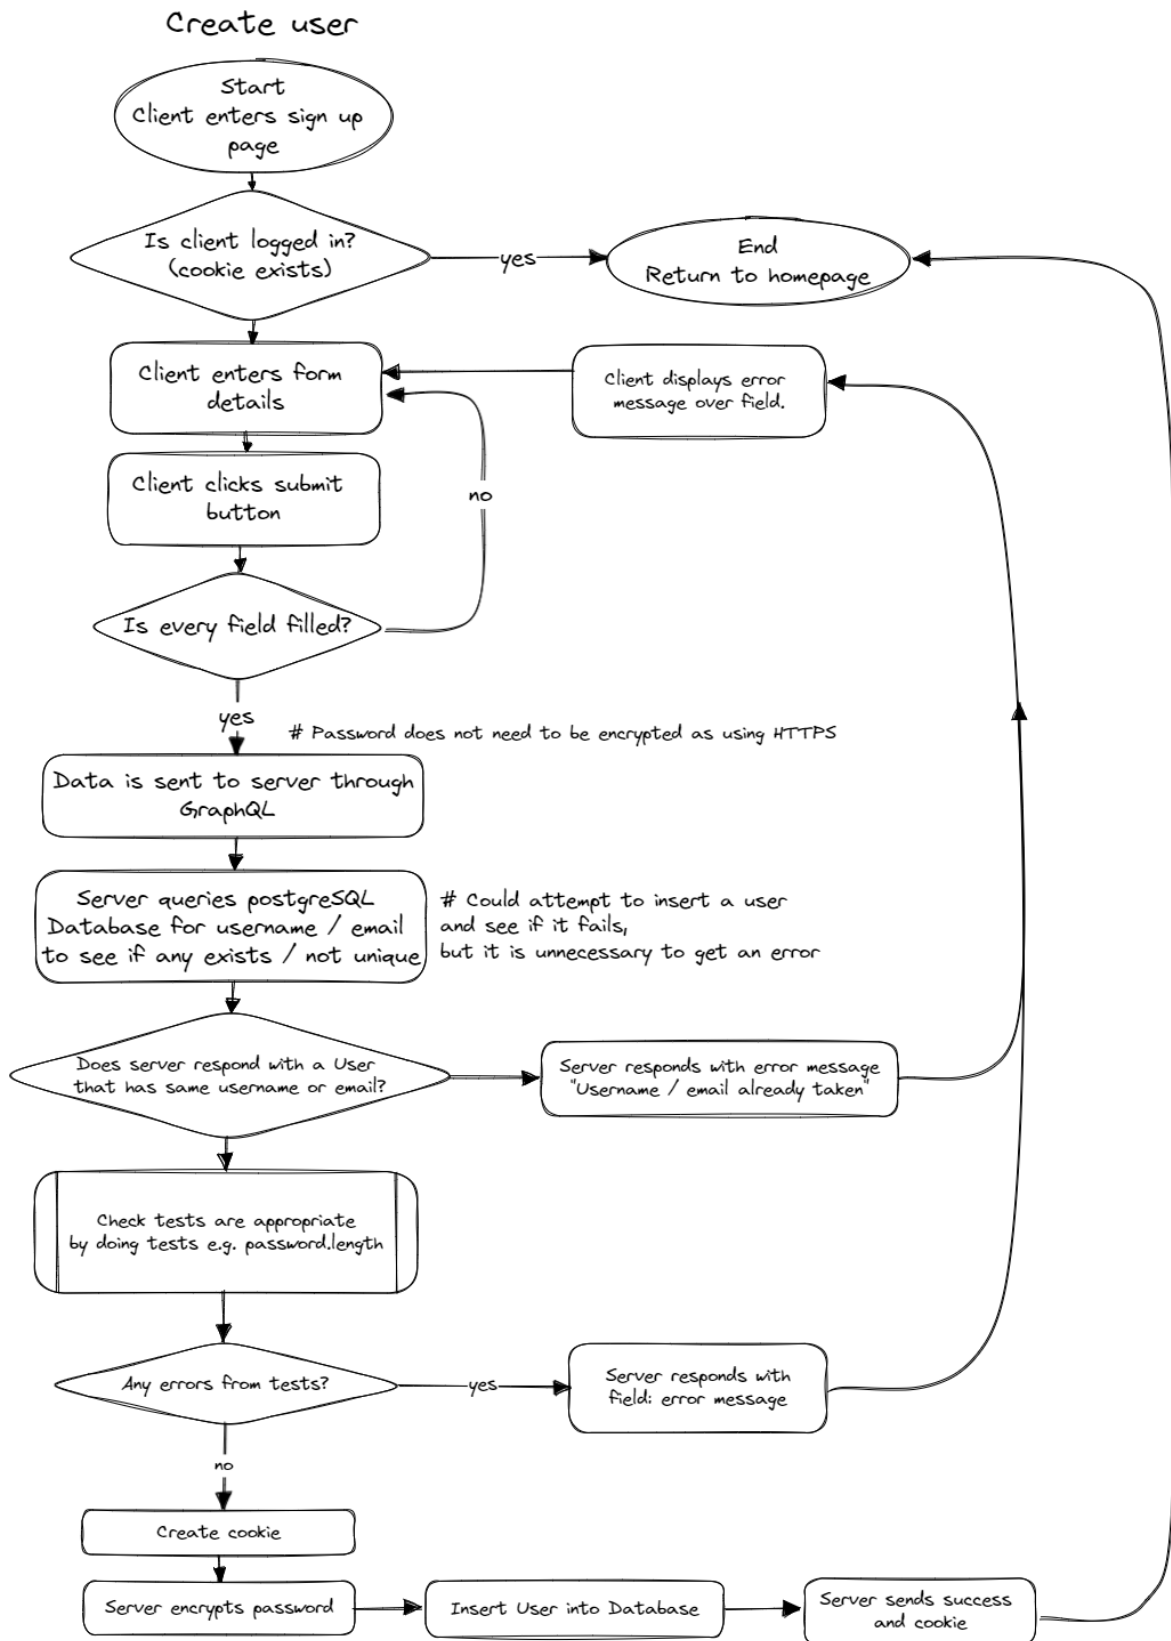 Create user
Start
Client enters sign up
page
Is client logged in?
(cookie exists)
yes
End
Return to homepage
Client enters form
details
Client displays error
message over field.
Client clicks submit
button
no
Is every field filled?
yes
# Password does not need to be encrypted as using HTTPS
Data is sent to server through
GraphQL
Server queries postgreSQL
Database for username / email
to see if any exists / not unique
# Could attempt to insert a user
and see if it fails,
but it is unnecessary to get an error
Does server respond with a User
that has same username or email?
Server responds with error message
"Username / email already taken"
Check tests are appropriate
by doing tests e.g. password.length
Any errors from tests?
yes
Server responds with
field: error message
no
Create cookie
Server encrypts password
Insert User into Database
Server sends success
and cookie